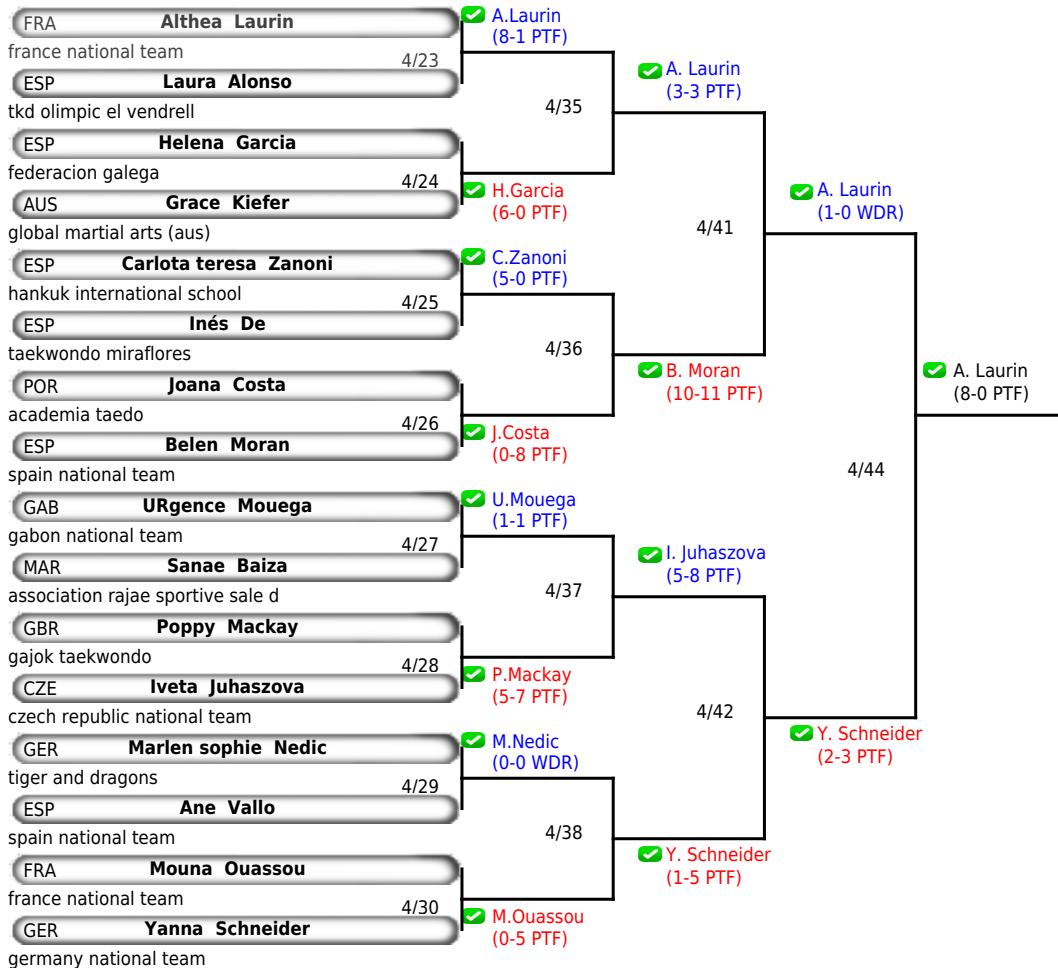 FRA Althea Laurin
france national team
4/23
ESP Laura Alonso
tkd olimpic el vendrell
ESP Helena Garcia
federacion galega
4/24
AUS Grace Kiefer
global martial arts (aus)
ESP Carlota teresa Zanoni
hankuk international school
4/25
ESP Inés De
taekwondo miraflores
POR Joana Costa
academia taedo
4/26
ESP Belen Moran
spain national team
GAB URgence Mouega
gabon national team
4/27
MAR Sanae Baiza
association rajae sportive sale d
GBR Poppy Mackay
gajok taekwondo
4/28
CZE Iveta Juhaszova
czech republic national team
GER Marlen sophie Nedic
tiger and dragons
4/29
ESP Ane Vallo
spain national team
FRA Mouna Ouassou
france national team
4/30
GER Yanna Schneider
germany national team
A.Laurin
(8-1 PTF)
4/35
H.Garcia
(6-0 PTF)
C.Zanoni
(5-0 PTF)
4/36
J.Costa
(0-8 PTF)
U.Mouega
(1-1 PTF)
4/37
P.Mackay
(5-7 PTF)
M.Nedic
(0-0 WDR)
4/38
M.Ouassou
(0-5 PTF)
A. Laurin
(3-3 PTF)
4/41
B. Moran
(10-11 PTF)
I. Juhaszova
(5-8 PTF)
4/42
Y. Schneider
(1-5 PTF)
A. Laurin
(1-0 WDR)
4/44
Y. Schneider
(2-3 PTF)
A. Laurin
(8-0 PTF)